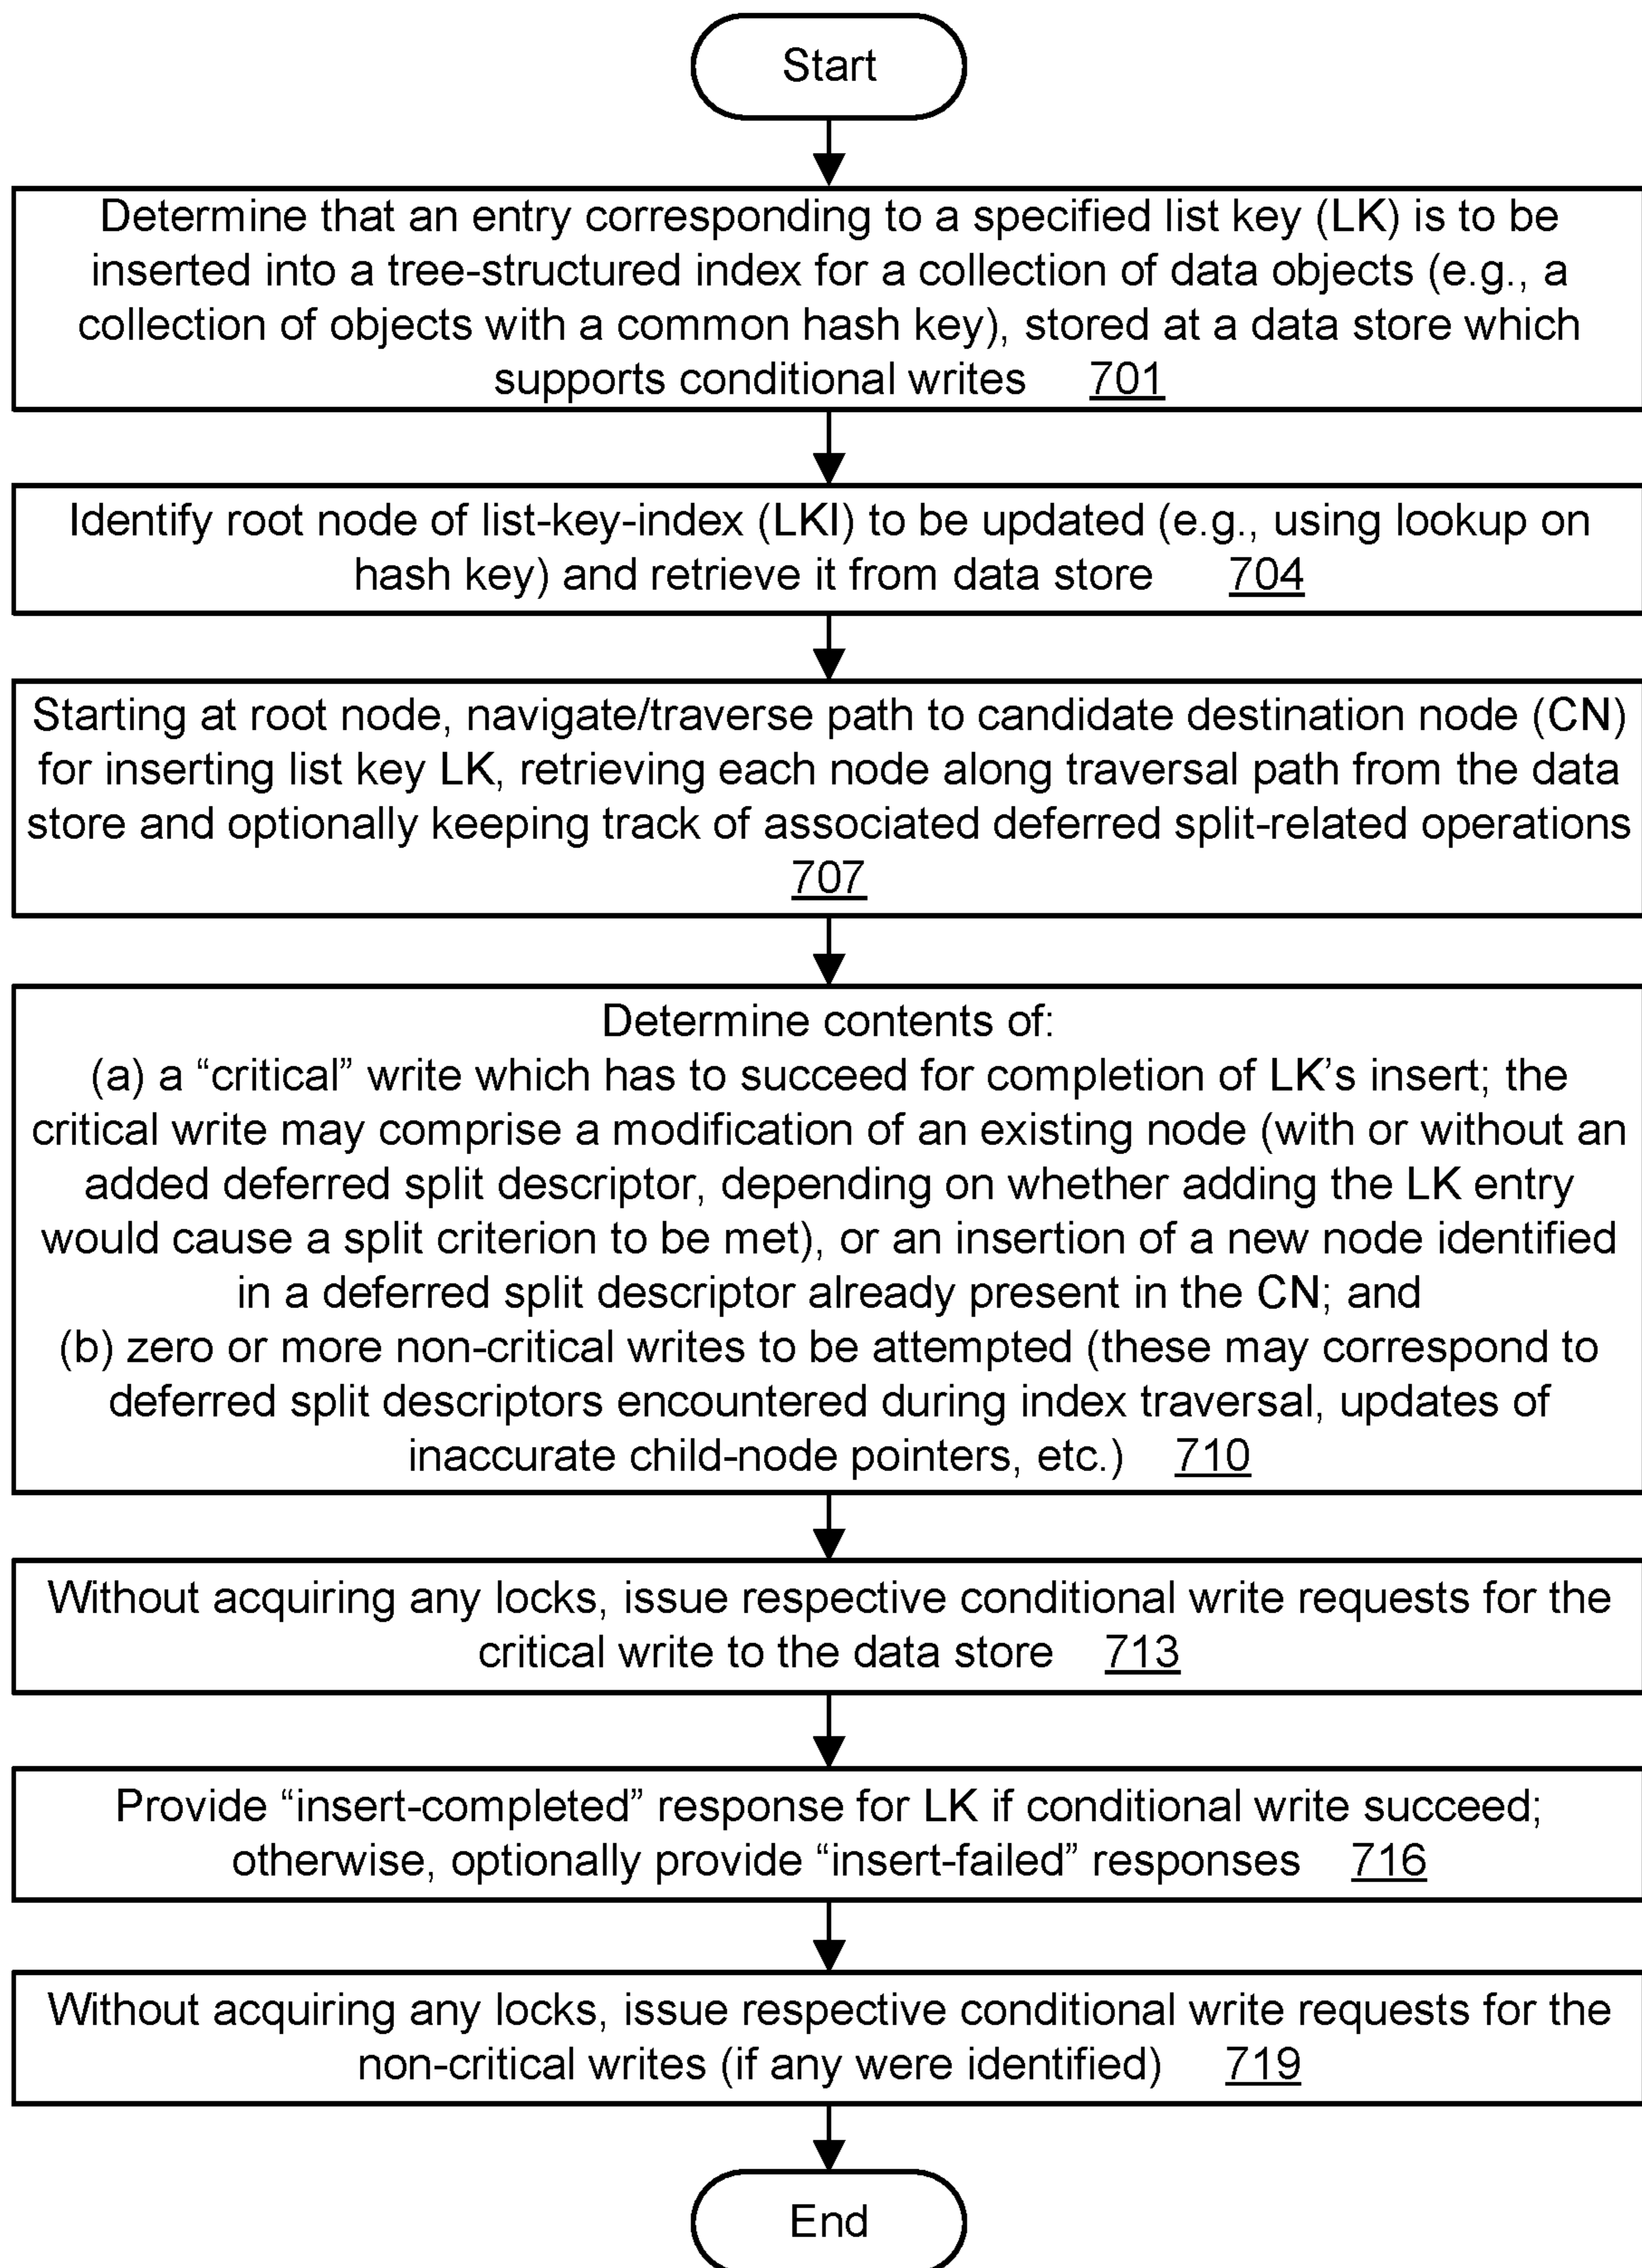 Start
Determine that an entry corresponding to a specified list key (LK) is to be
inserted into a tree-structured index for a collection of data objects (e.g., a
collection of objects with a common hash key), stored at a data store which
supports conditional writes 701
Identify root node of list-key-index (LKI) to be updated (e.g., using lookup on
hash key) and retrieve it from data store 704
Starting at root node, navigate/traverse path to candidate destination node (CN)
for inserting list key LK, retrieving each node along traversal path from the data
store and optionally keeping track of associated deferred split-related operations
707
Determine contents of:
(a) a “critical” write which has to succeed for completion of LK’s insert; the
critical write may comprise a modification of an existing node (with or without an
added deferred split descriptor, depending on whether adding the LK entry
would cause a split criterion to be met), or an insertion of a new node identified
in a deferred split descriptor already present in the CN; and
(b) zero or more non-critical writes to be attempted (these may correspond to
deferred split descriptors encountered during index traversal, updates of
inaccurate child-node pointers, etc.) 710
Without acquiring any locks, issue respective conditional write requests for the
critical write to the data store 713
Provide “insert-completed” response for LK if conditional write succeed;
otherwise, optionally provide “insert-failed” responses 716
Without acquiring any locks, issue respective conditional write requests for the
non-critical writes (if any were identified) 719
End